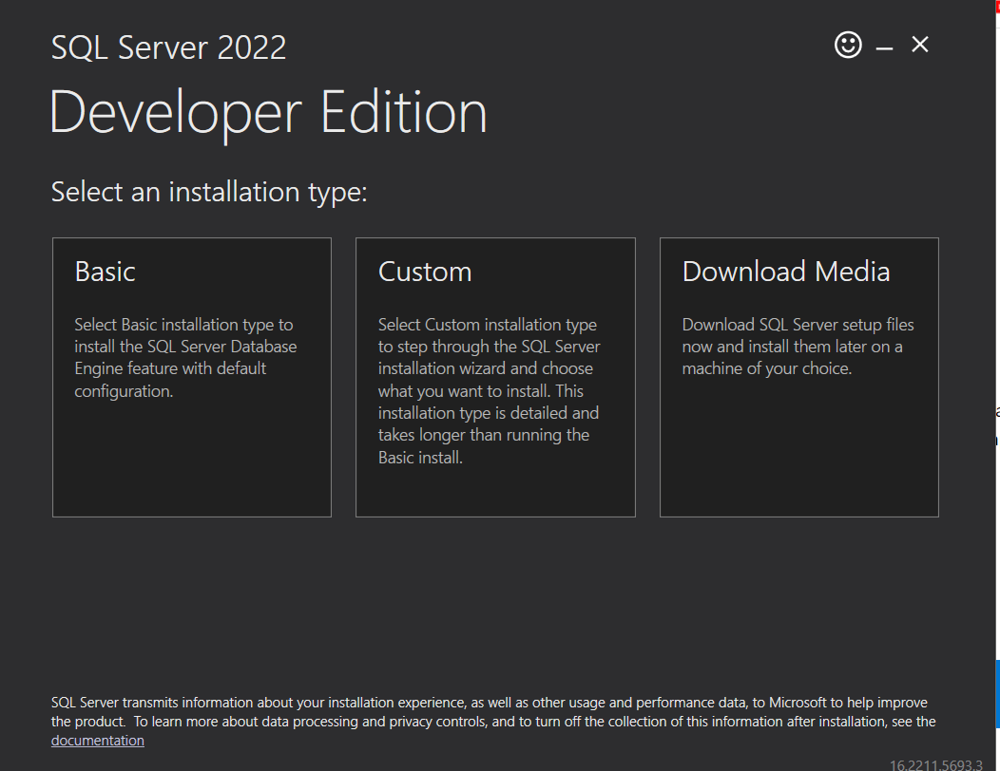 SQL Server 2022
Developer Edition
Select an installation type:
Basic
Select Basic installation type to
install the SQL Server Database
Engine feature with default
configuration.
Custom
Select Custom installation type
to step through the SQL Server
installation wizard and choose
what you want to install. This
installation type is detailed and
takes longer than running the
Basic install.
Download Media
Download SQL Server setup files
now and install them later on a
machine of your choice.
SQL Server transmits information about your installation experience, as well as other usage and performance data, to Microsoft to help improve
the product.  To learn more about data processing and privacy controls, and to turn off the collection of this information after installation, see the
documentation
16.2211.5693.3